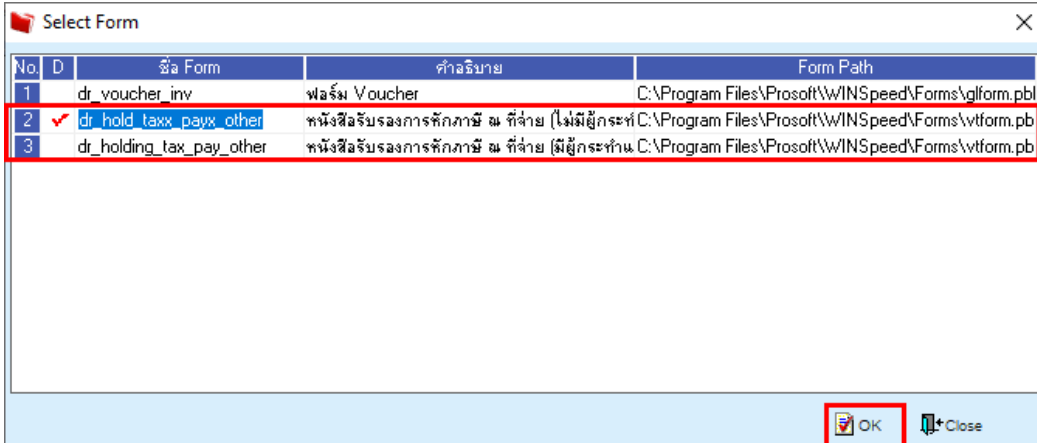 Select Form
No. D ชื่อ Form คำอธิบาย Form Path
1 dr_voucher_inv ฟอร์ม Voucher C:\Program Files\Prosoft\WINSpeed\Forms\glform.pbl
2 dr_hold_taxx_payx_other หนังสือรับรองการหักภาษี ณ ที่จ่าย (ไม่มีผู้กระทำ C:\Program Files\Prosoft\WINSpeed\Forms\vtform.pb
3 dr_holding_tax_pay_other หนังสือรับรองการหักภาษี ณ ที่จ่าย (มีผู้กระทำแ C:\Program Files\Prosoft\WINSpeed\Forms\vtform.pb
OK Close